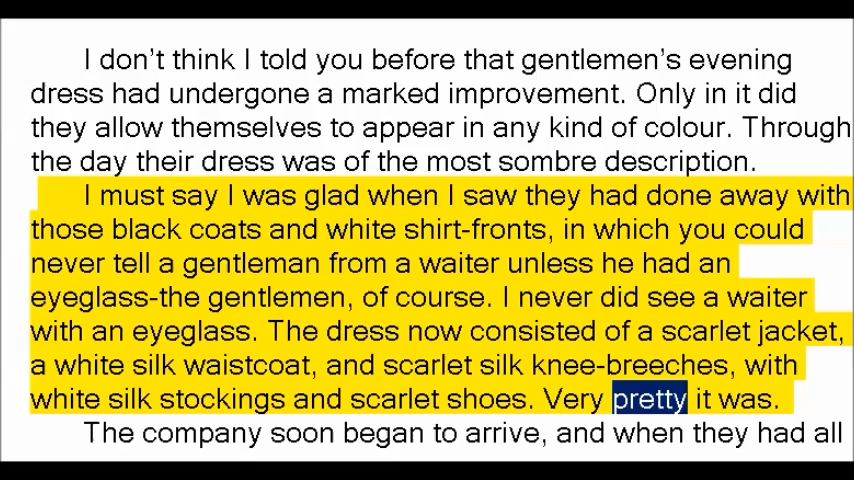 I don’t think I told you before that gentlemen’s evening
dress had undergone a marked improvement. Only in it did
they allow themselves to appear in any kind of colour. Through
the day their dress was of the most sombre description.
I must say I was glad when I saw they had done away with
those black coats and white shirt-fronts, in which you could
never tell a gentleman from a waiter unless he had an
eyeglass-the gentlemen, of course. I never did see a waiter
with an eyeglass. The dress now consisted of a scarlet jacket,
a white silk waistcoat, and scarlet silk knee-breeches, with
white silk stockings and scarlet shoes. Very pretty it was.
The company soon began to arrive, and when they had all